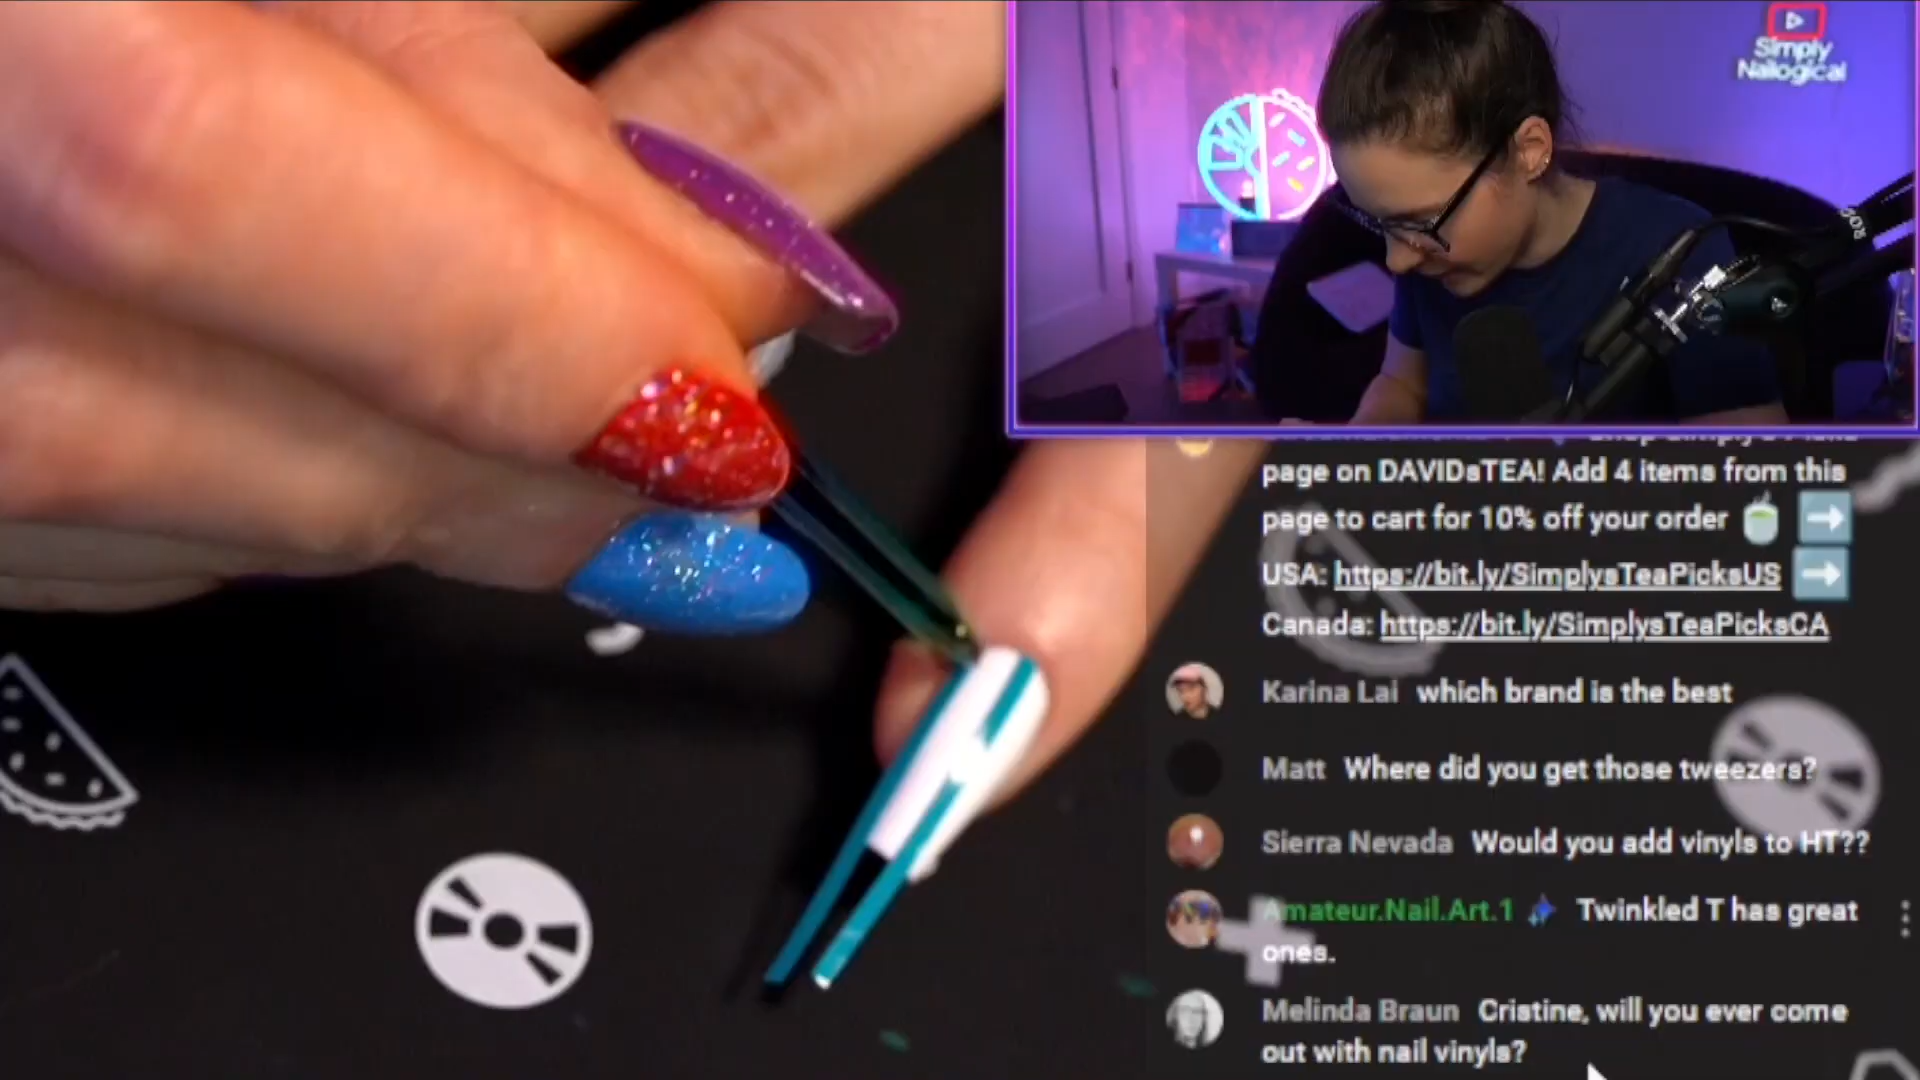 Simply
Nailogical
page on DAVIDsTEA! Add 4 items from this
page to cart for 10% off your order
USA: https://bit.ly/SimplysTeaPicksUS
Canada: https://bit.ly/SimplysTeaPicksCA
Karina Lai which brand is the best
Matt Where did you get those tweezers?
Sierra Nevada Would you add vinyls to HT??
Amateur.Nail.Art.1 Twinkled T has great
ones.
Melinda Braun Cristine, will you ever come
out with nail vinyls?